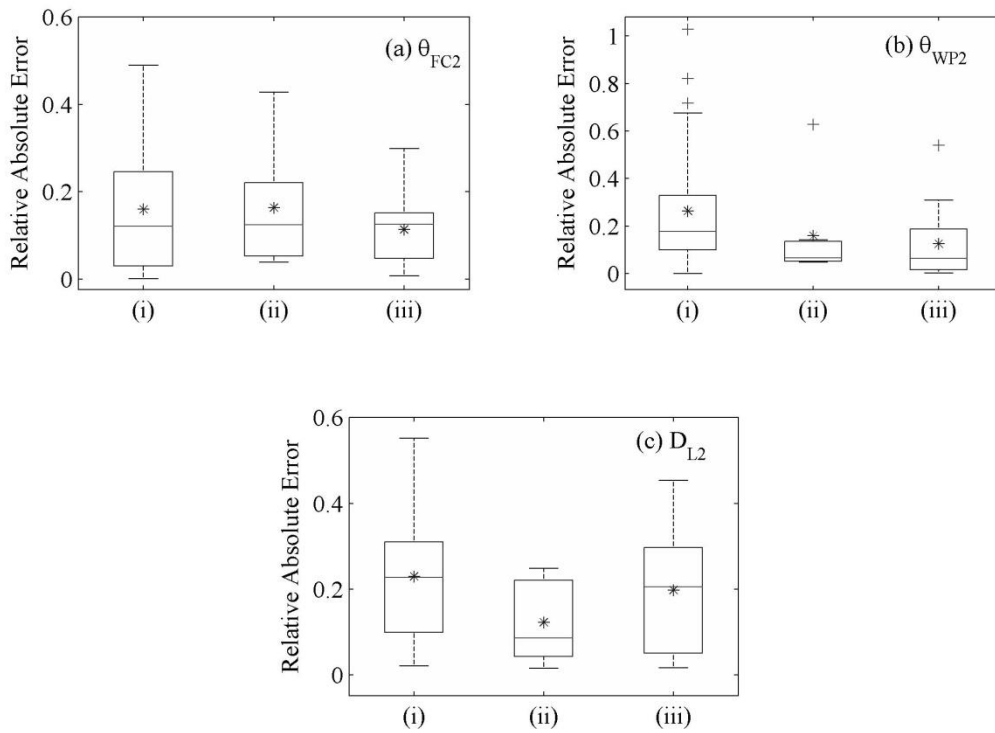 0.6
(a) θFC2
0.4
Relative Absolute Error
0.2
0
(i) (ii) (iii)
1
(b) θWP2
0.8
0.6
Relative Absolute Error
0.4
0.2
0
(i) (ii) (iii)
0.6
(c) DL2
0.4
Relative Absolute Error
0.2
0
(i) (ii) (iii)